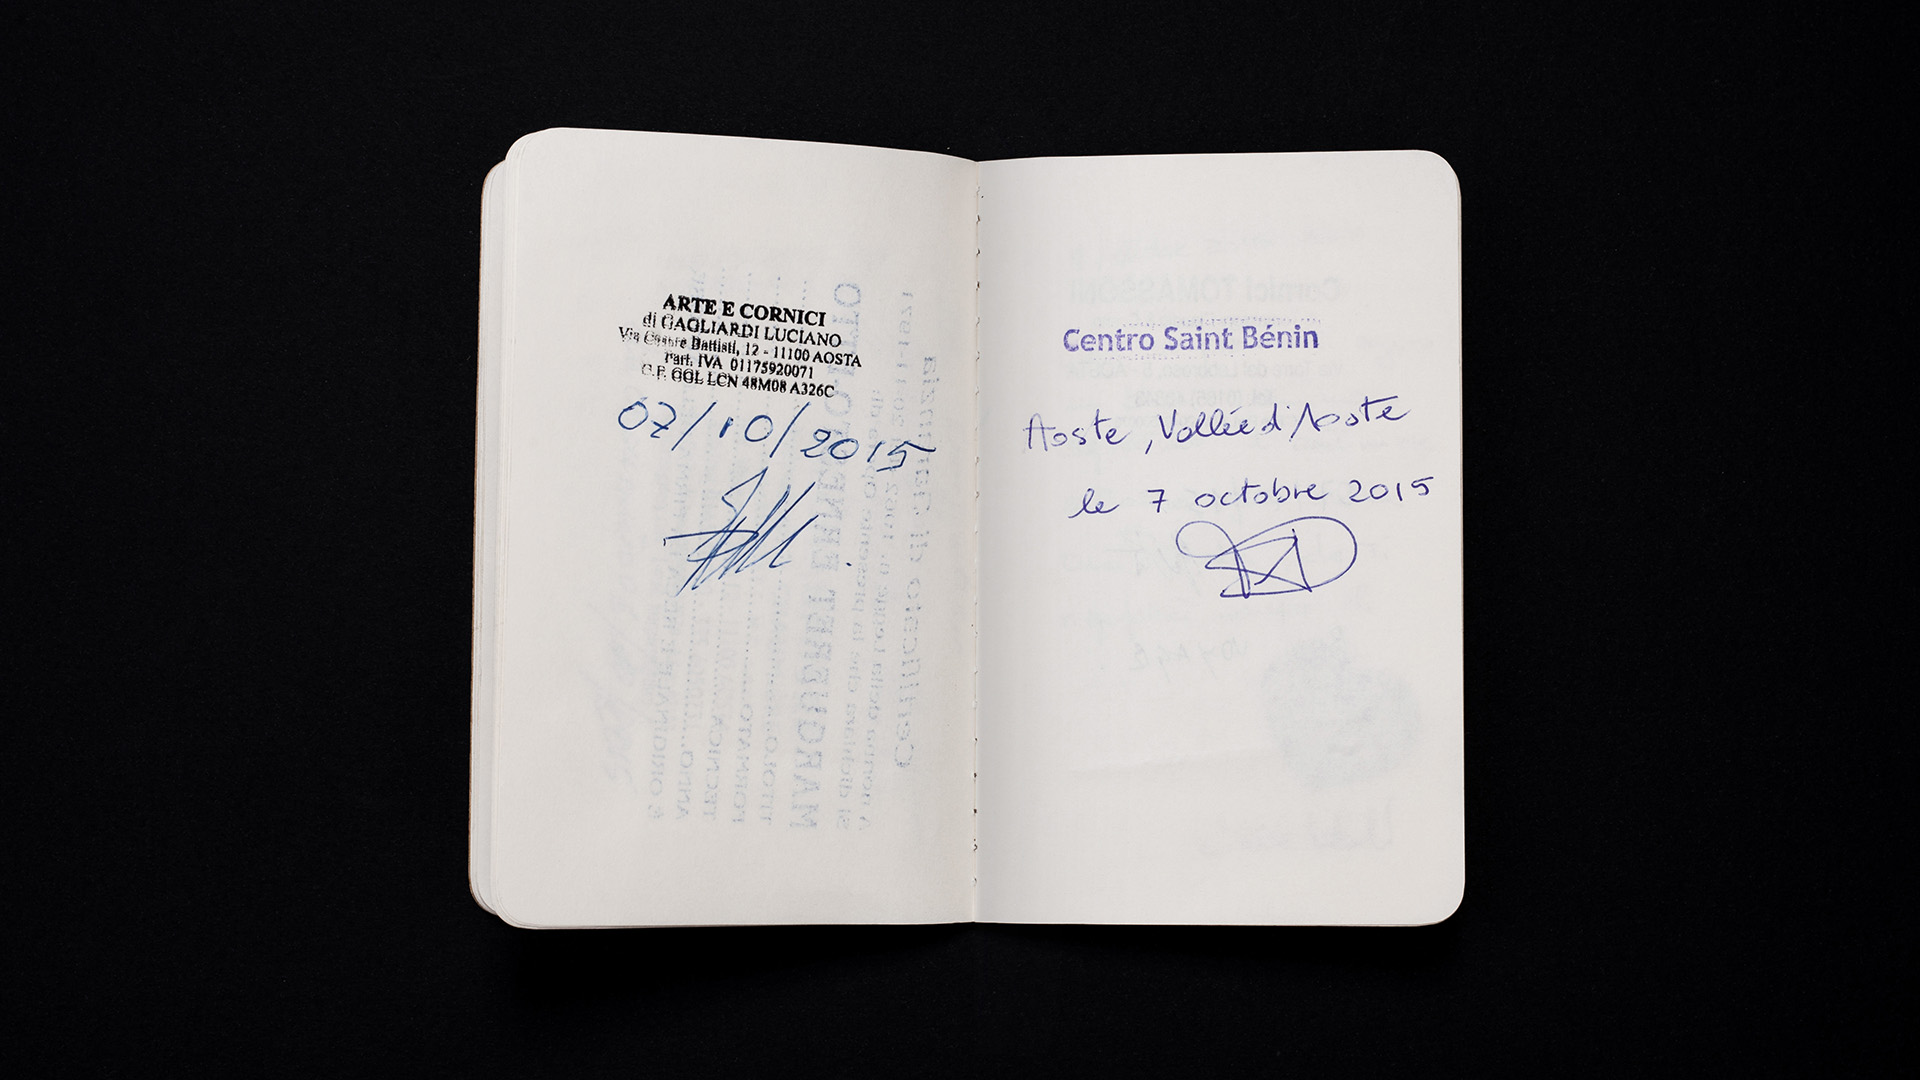 ARTE E CORNICI
di GAGLIARDI LUCIANO
Via Cesare Battisti, 12 - 11100 AOSTA
Part. IVA 01175920071
C.F. GGL LCN 48M08 A326C
07/10/2015
Centro Saint Bénin
Aoste, Vallée d'Aoste
le 7 octobre 2015